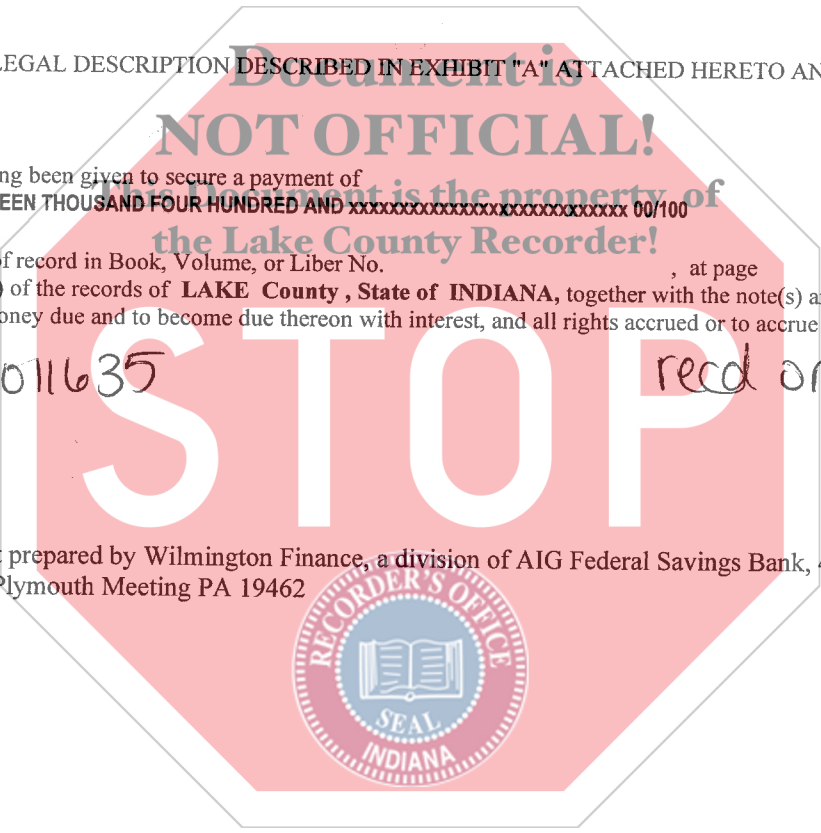 LEGAL DESCRIPTION DESCRIBED IN EXHIBIT "A" ATTACHED HERETO AN
Document is
NOT OFFICIAL!
ng been given to secure a payment of
This Document is the property of
EEN THOUSAND FOUR HUNDRED AND xxxxxxxxxxxxxxxxxxxxxxxxxxxxx 00/100
the Lake County Recorder!
f record in Book, Volume, or Liber No. , at page
) of the records of LAKE County , State of INDIANA, together with the note(s) a
oney due and to become due thereon with interest, and all rights accrued or to accrue
011635 recd or
STOP
t prepared by Wilmington Finance, a division of AIG Federal Savings Bank, 4
Plymouth Meeting PA 19462
RECORDER'S OFFICE
SEAL
INDIANA